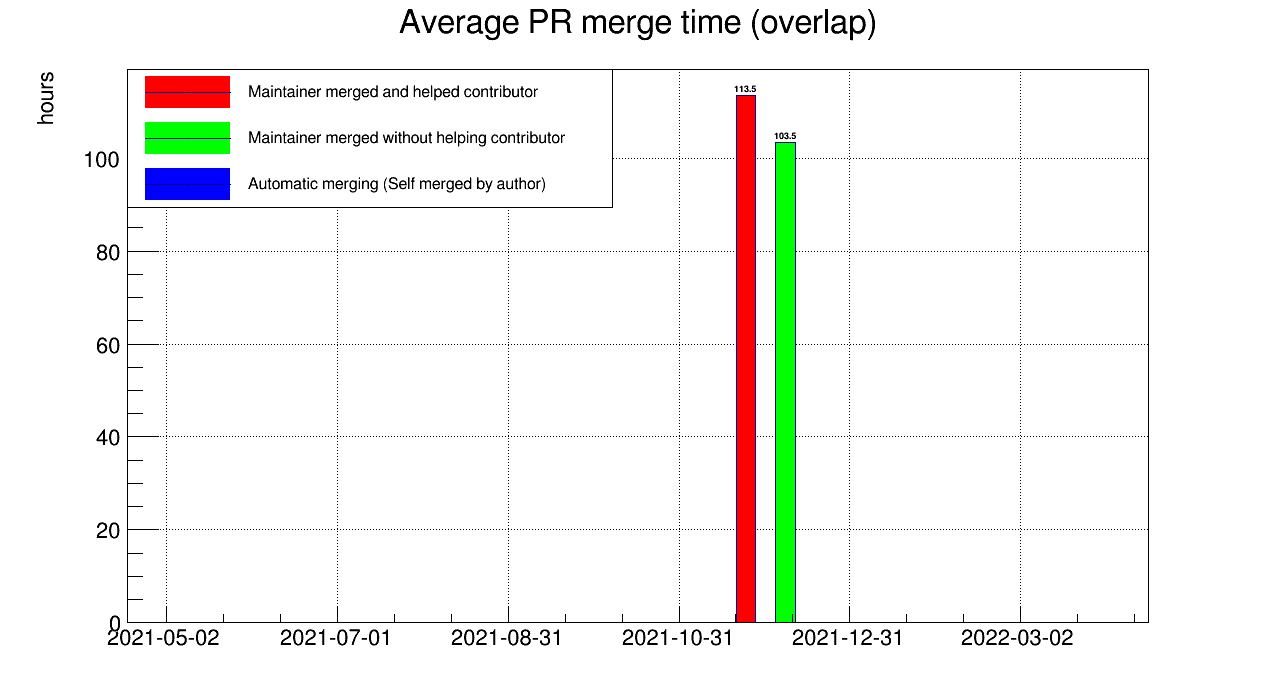 Average PR merge time (overlap)
hours
Maintainer merged and helped contributor
Maintainer merged without helping contributor
Automatic merging (Self merged by author)
113.5
103.5
100
80
60
40
20
0
2021-05-02 2021-07-01 2021-08-31 2021-10-31 2021-12-31 2022-03-02